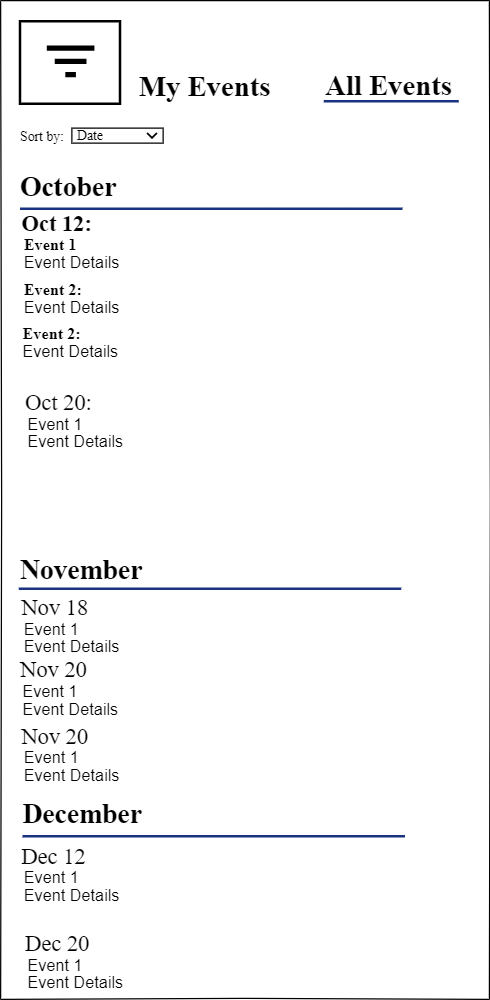 My Events All Events
Sort by: Date
October
Oct 12:
Event 1
Event Details
Event 2:
Event Details
Event 2:
Event Details
Oct 20:
Event 1
Event Details
November
Nov 18
Event 1
Event Details
Nov 20
Event 1
Event Details
Nov 20
Event 1
Event Details
December
Dec 12
Event 1
Event Details
Dec 20
Event 1
Event Details